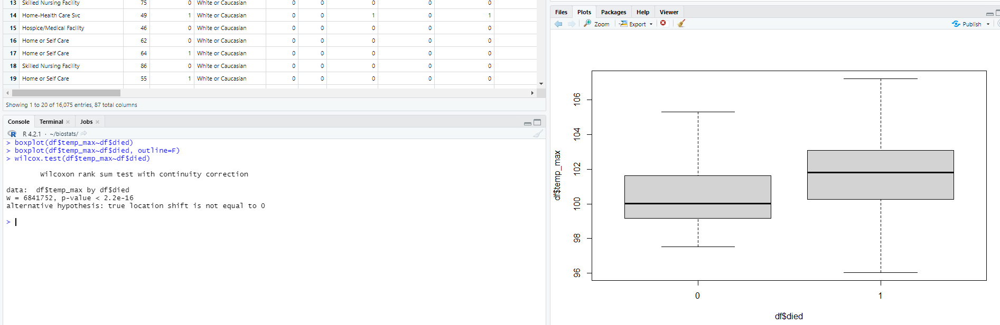 13 Skilled Nursing Facility 75 0 White or Caucasian 0 0 0 0 0
14 Home-Health Care Svc 49 1 White or Caucasian 0 0 1 0 1
15 Hospice/Medical Facility 46 0 White or Caucasian 0 0 0 0 0
16 Home or Self Care 62 0 White or Caucasian 0 0 0 0 0
17 Home or Self Care 64 1 White or Caucasian 0 0 0 0 0
18 Skilled Nursing Facility 86 0 White or Caucasian 0 0 0 0 0
19 Home or Self Care 55 1 White or Caucasian 0 0 0 0 0
Showing 1 to 20 of 16,075 entries, 87 total columns
Console Terminal Jobs
R R 4.2.1 · ~/biostats/
> boxplot(df$temp_max~df$died)
> boxplot(df$temp_max~df$died, outline=F)
> wilcox.test(df$temp_max~df$died)
Wilcoxon rank sum test with continuity correction
data: df$temp_max by df$died
W = 6841752, p-value < 2.2e-16
alternative hypothesis: true location shift is not equal to 0
>
Files Plots Packages Help Viewer
Zoom Export Publish
df$temp_max
106
104
102
100
98
96
0 1
df$died